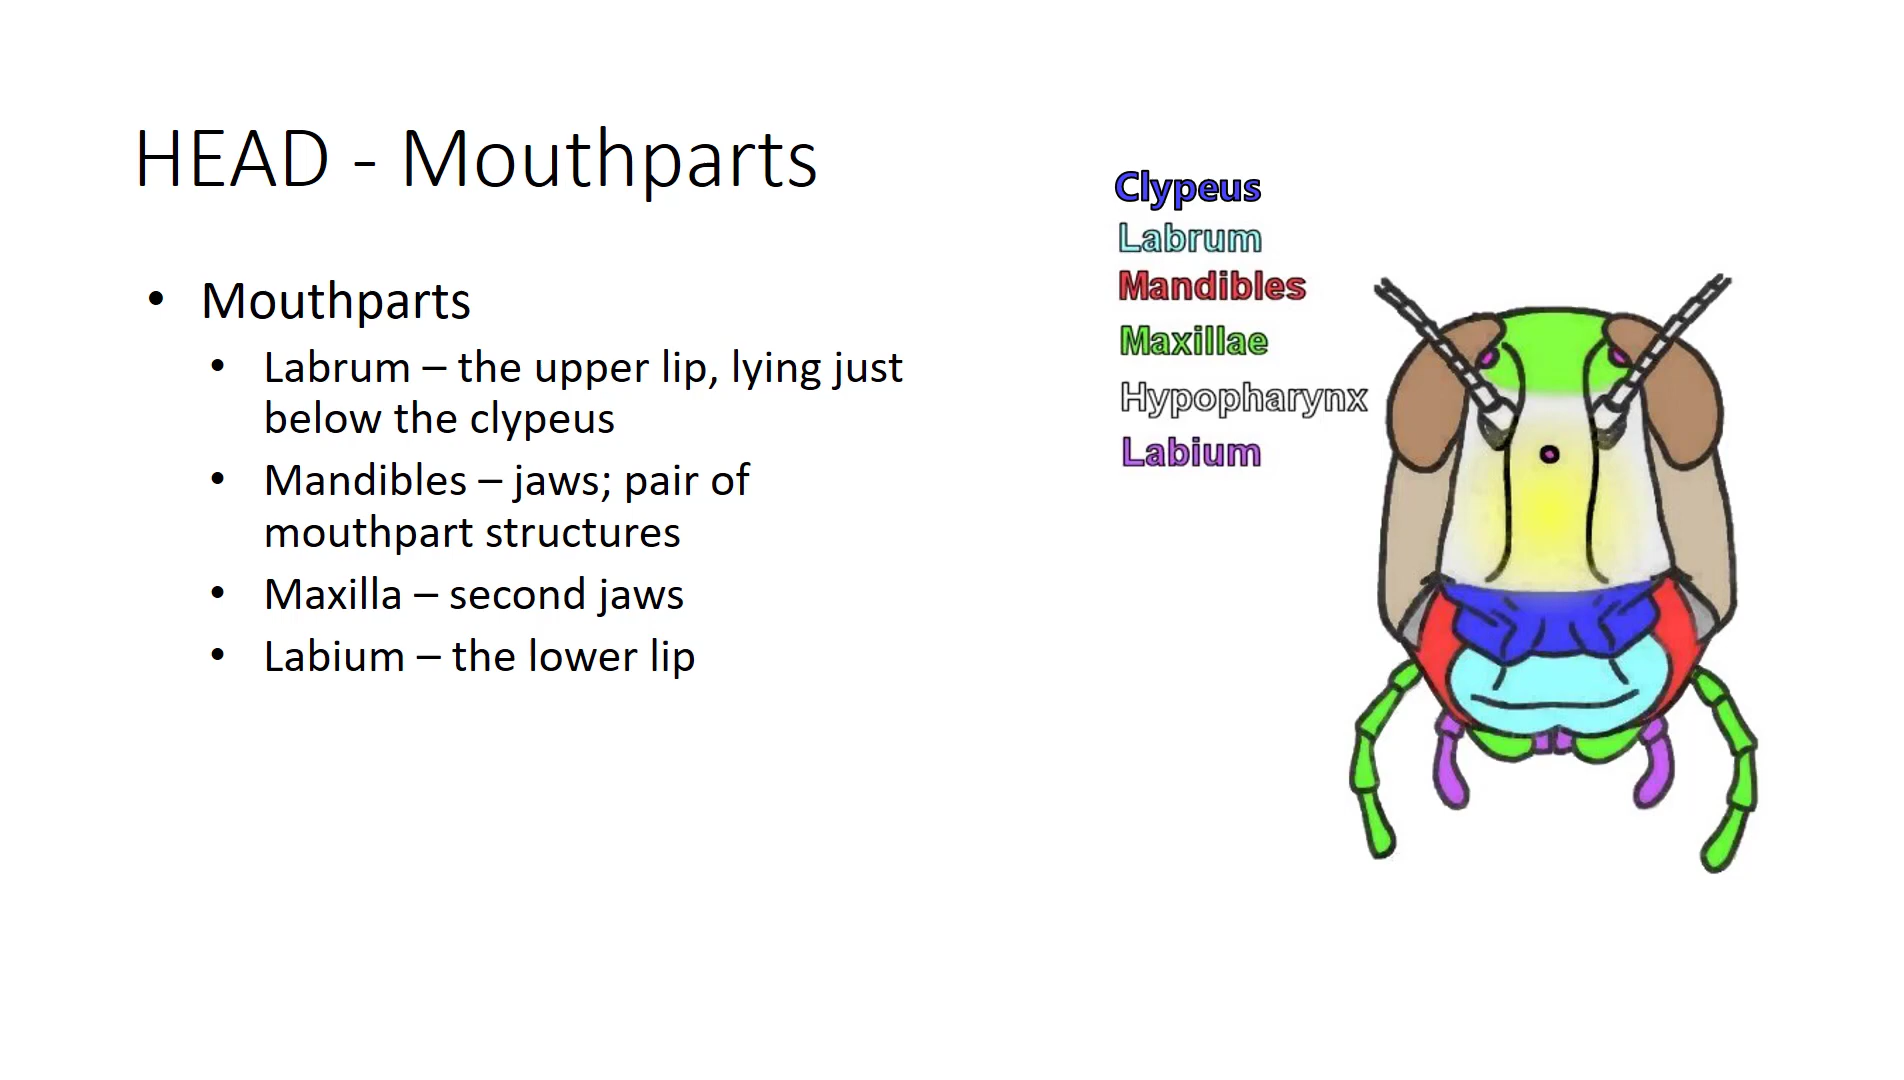 HEAD - Mouthparts
• Mouthparts
• Labrum – the upper lip, lying just
below the clypeus
• Mandibles – jaws; pair of
mouthpart structures
• Maxilla – second jaws
• Labium – the lower lip
Clypeus
Labrum
Mandibles
Maxillae
Hypopharynx
Labium